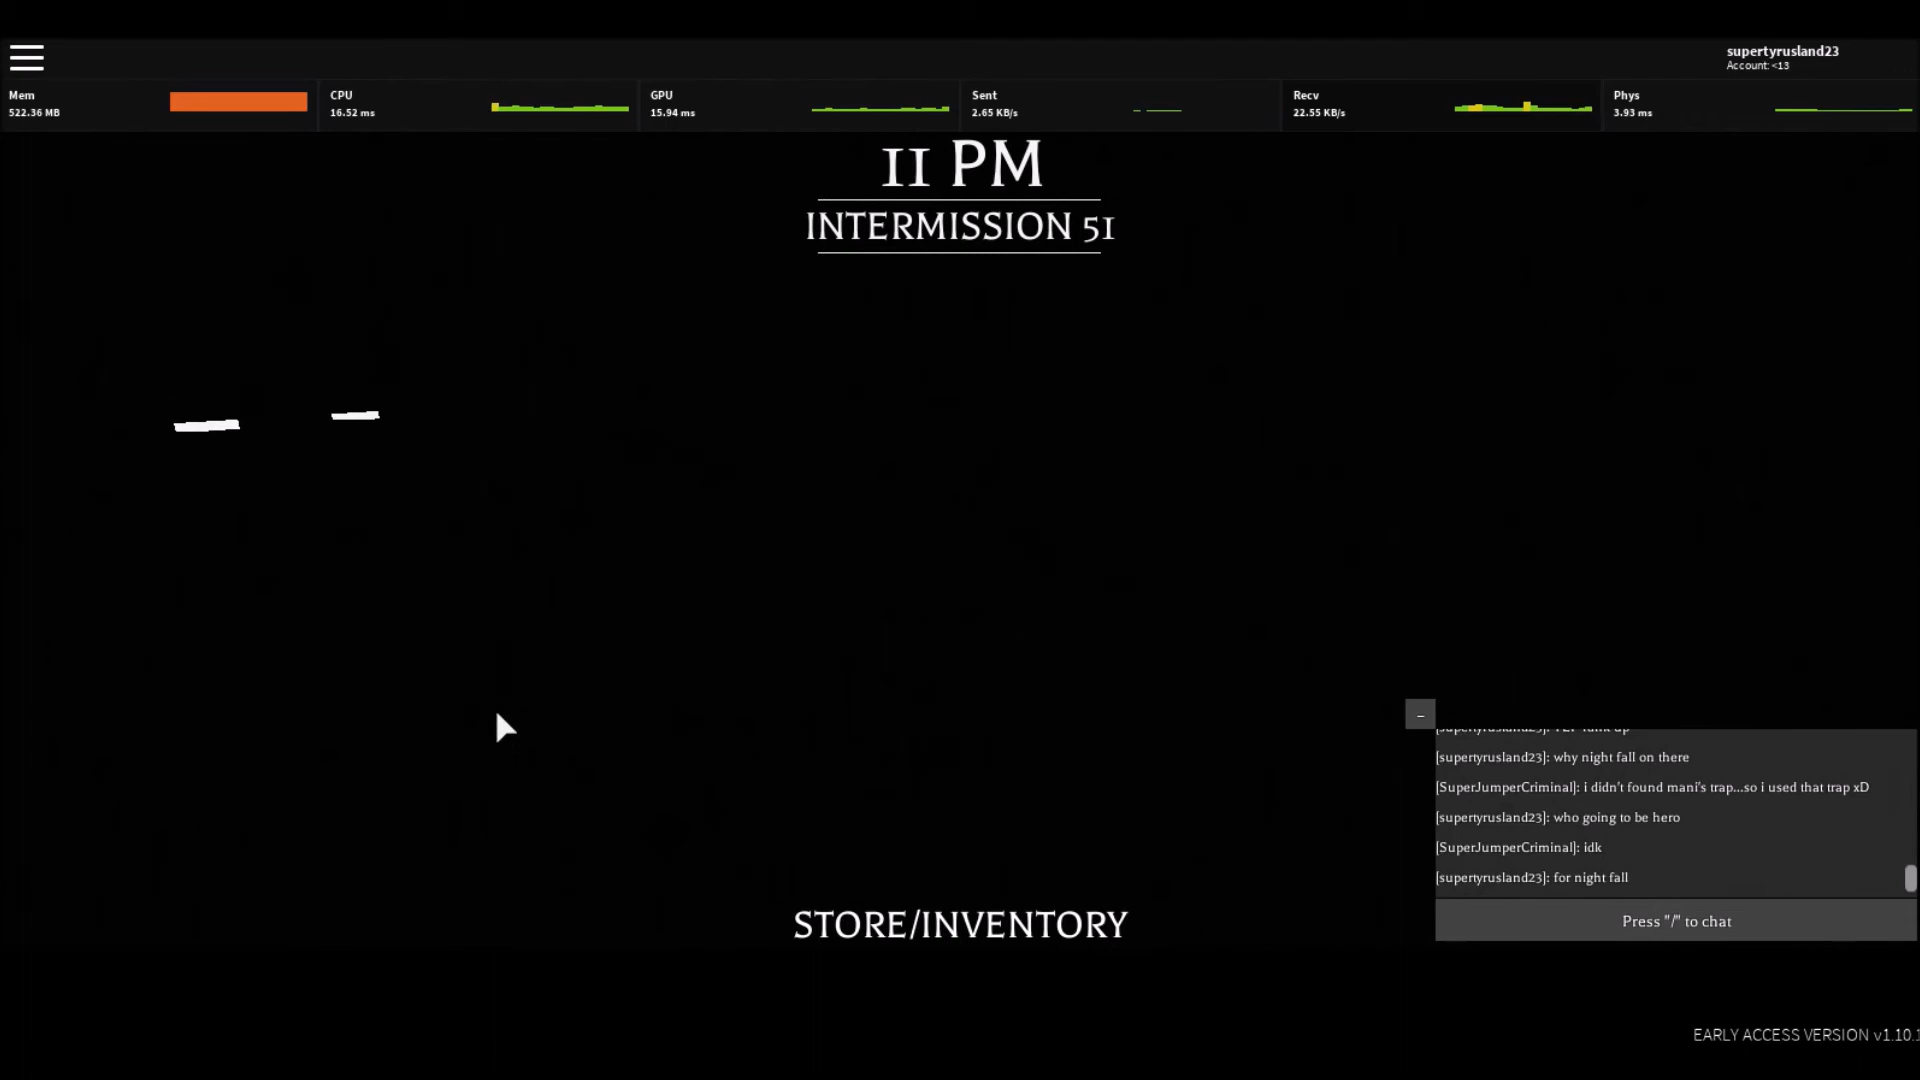 supertyrusland23
Account: <13
Mem
522.36 MB
CPU
16.52 ms
GPU
15.94 ms
Sent
2.65 KB/s
Recv
22.55 KB/s
Phys
3.93 ms
11 PM
INTERMISSION 51
[supertyrusland23]: why night fall on there
[SuperJumperCriminal]: i didn't found mani's trap...so i used that trap xD
[supertyrusland23]: who going to be hero
[SuperJumperCriminal]: idk
[supertyrusland23]: for night fall
Press "/" to chat
STORE/INVENTORY
EARLY ACCESS VERSION v1.10.1